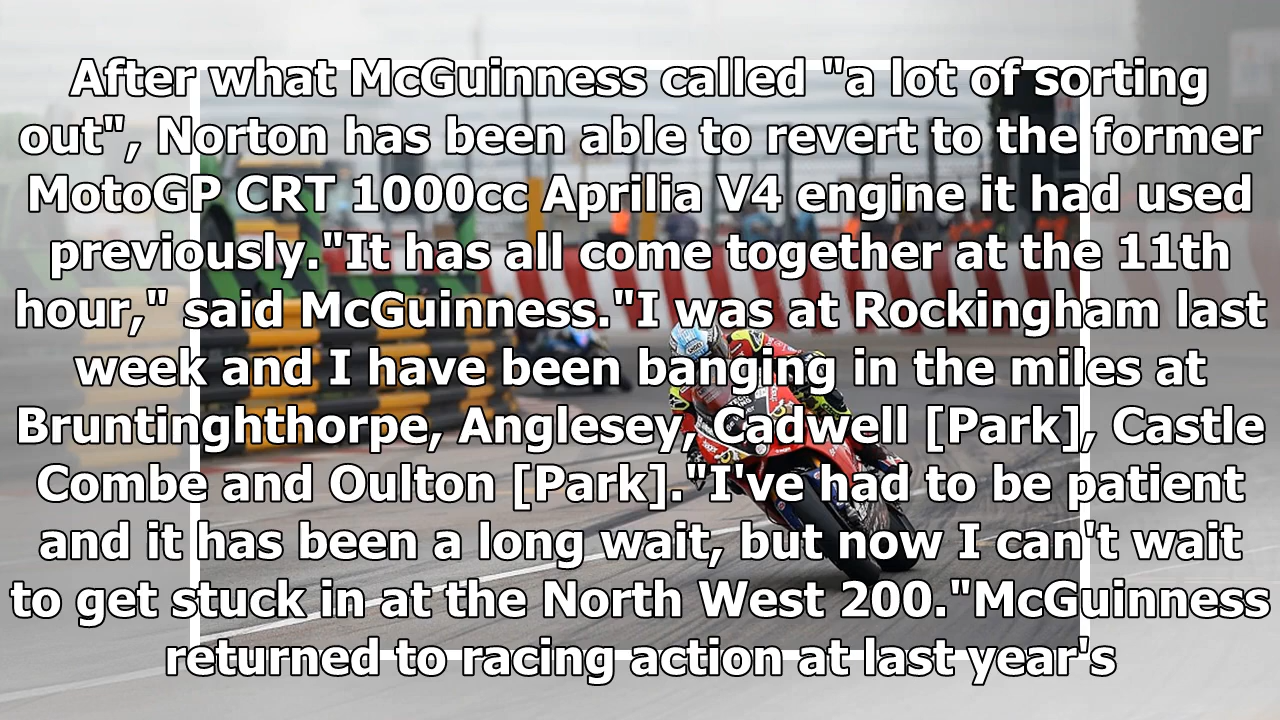 After what McGuinness called "a lot of sorting
out", Norton has been able to revert to the former
MotoGP CRT 1000cc Aprilia V4 engine it had used
previously."It has all come together at the 11th
hour," said McGuinness."I was at Rockingham last
week and I have been banging in the miles at
Bruntinghthorpe, Anglesey, Cadwell [Park], Castle
Combe and Oulton [Park]."I've had to be patient
and it has been a long wait, but now I can't wait
to get stuck in at the North West 200."McGuinness
returned to racing action at last year's